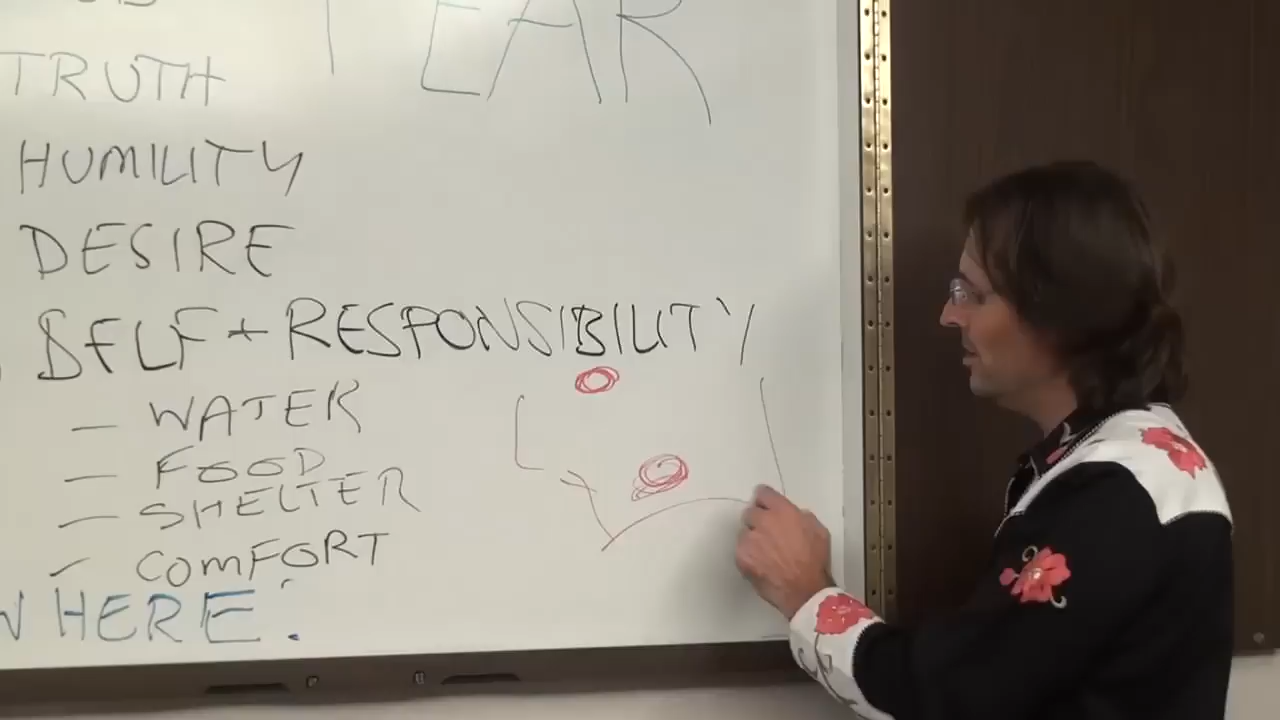 FEAR
TRUTH
HUMILITY
DESIRE
SELF + RESPONSIBILITY
- WATER
- FOOD
- SHELTER
- COMFORT
HERE.